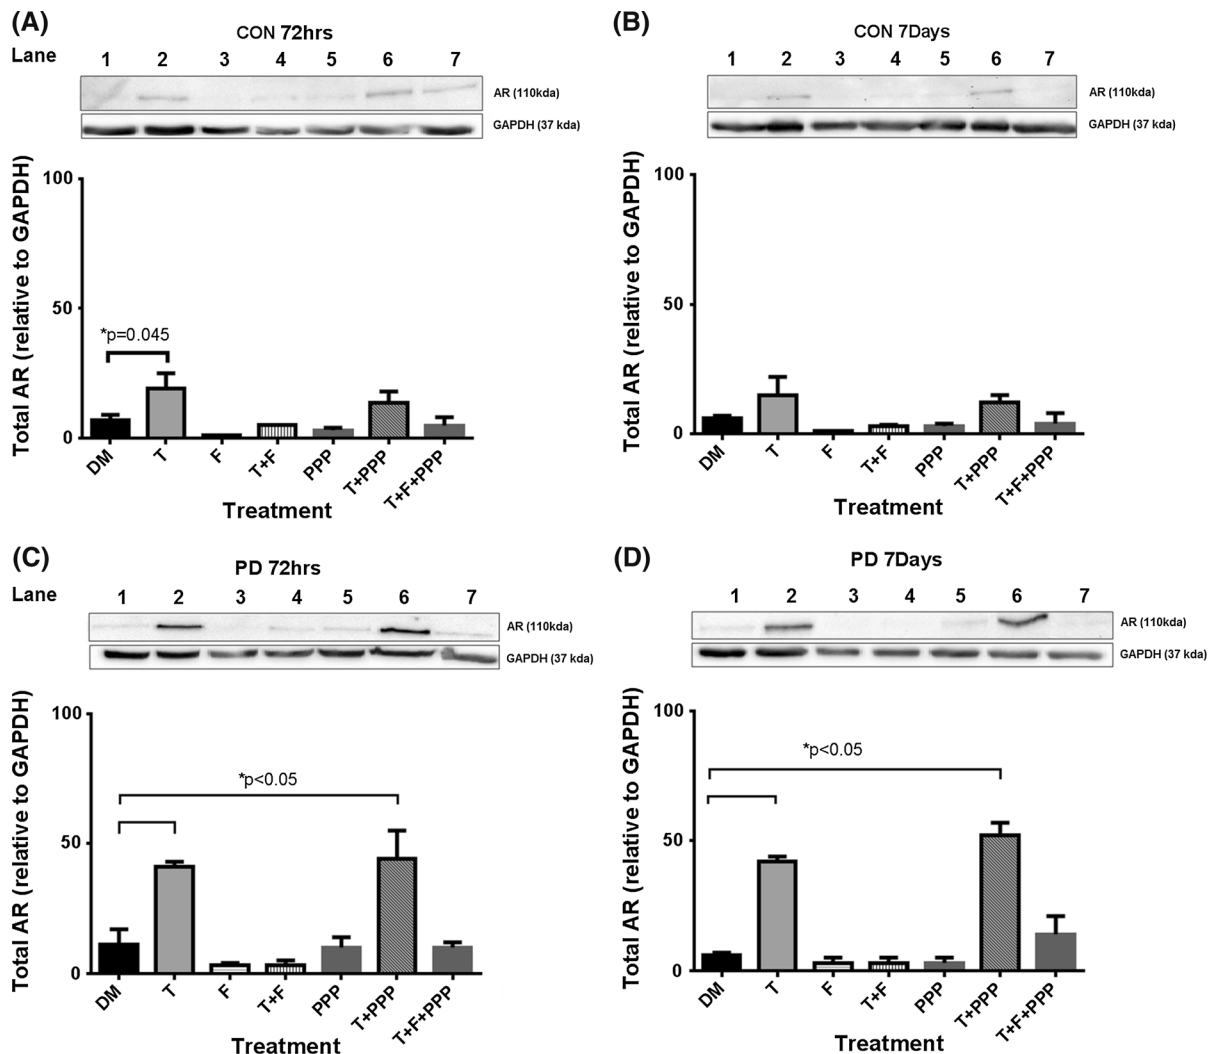 (A)
CON 72hrs
Lane 1 2 3 4 5 6 7
AR (110kda)
GAPDH (37 kda)
Total AR (relative to GAPDH)
100
50
0
*p=0.045
DM T F T+F PPP T+PPP T+F+PPP
Treatment
(B)
CON 7Days
1 2 3 4 5 6 7
AR (110kda)
GAPDH (37 kda)
Total AR (relative to GAPDH)
100
50
0
DM T F T+F PPP T+PPP T+F+PPP
Treatment
(C)
PD 72hrs
Lane 1 2 3 4 5 6 7
AR (110kda)
GAPDH (37 kda)
Total AR (relative to GAPDH)
100
50
0
*p<0.05
DM T F T+F PPP T+PPP T+F+PPP
Treatment
(D)
PD 7Days
1 2 3 4 5 6 7
AR (110kda)
GAPDH (37 kda)
Total AR (relative to GAPDH)
100
50
0
*p<0.05
DM T F T+F PPP T+PPP T+F+PPP
Treatment